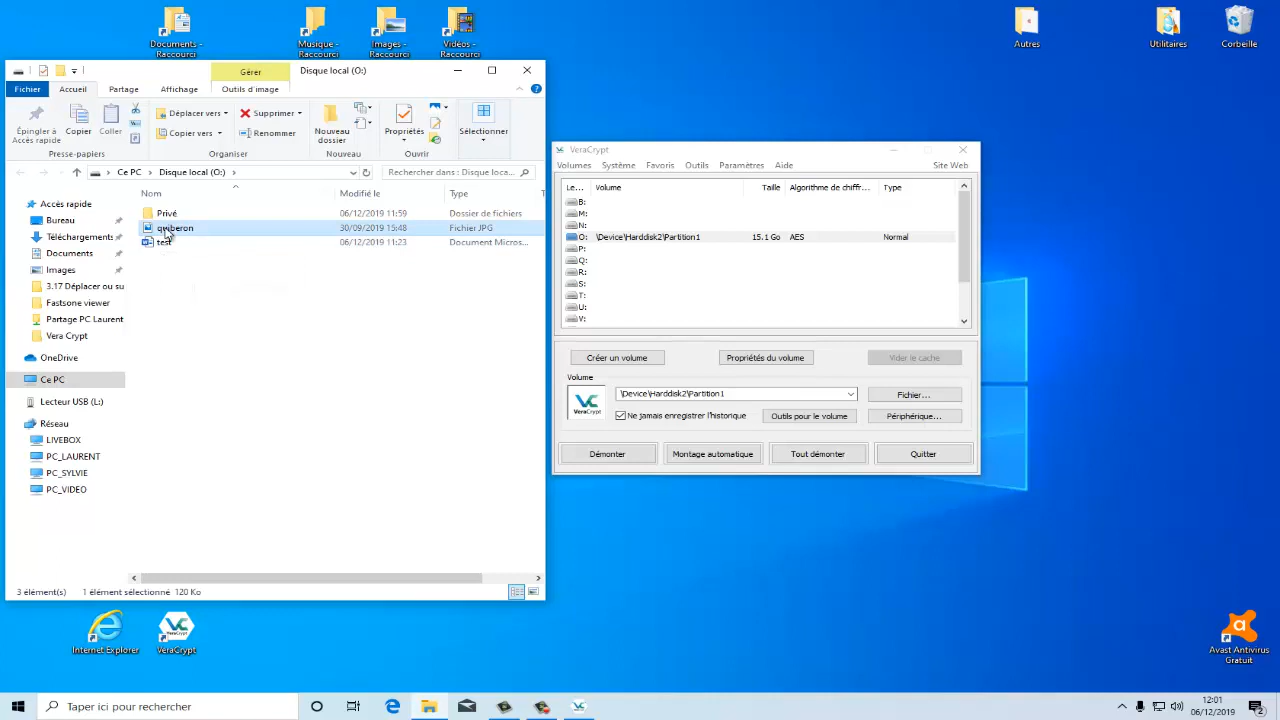 Documents - Raccourci
Musique - Raccourci
Images - Raccourci
Vidéos - Raccourci
Autres
Utilitaires
Corbeille
Gérer
Disque local (O:)
Fichier
Accueil
Partage
Affichage
Outils d'image
Épingler à Accès rapide
Copier
Coller
Déplacer vers
Copier vers
Supprimer
Renommer
Nouveau dossier
Propriétés
Sélectionner
Presse-papiers
Organiser
Nouveau
Ouvrir
Ce PC > Disque local (O:) >
Rechercher dans : Disque loca...
Nom
Modifié le
Type
Privé
06/12/2019 11:59
Dossier de fichiers
quiberon
30/09/2019 15:48
Fichier JPG
test
06/12/2019 11:23
Document Micros...
Accès rapide
Bureau
Téléchargements
Documents
Images
3.17 Déplacer ou su
Fastsone viewer
Partage PC Laurent
Vera Crypt
OneDrive
Ce PC
Lecteur USB (L:)
Réseau
LIVEBOX
PC_LAURENT
PC_SYLVIE
PC_VIDEO
3 élément(s)
1 élément sélectionné 120 Ko
VeraCrypt
Volumes Système Favoris Outils Paramètres Aide
Site Web
Le... Volume Taille Algorithme de chiffr... Type
B:
M:
N:
O: \Device\Harddisk2\Partition1 15.1 Go AES Normal
P:
Q:
R:
S:
T:
U:
V:
Créer un volume
Propriétés du volume
Vider le cache
Volume
VeraCrypt
\Device\Harddisk2\Partition1
Fichier...
Ne jamais enregistrer l'historique
Outils pour le volume
Périphérique...
Démonter
Montage automatique
Tout démonter
Quitter
Internet Explorer
VeraCrypt
Avast Antivirus Gratuit
Taper ici pour rechercher
12:01
06/12/2019
2